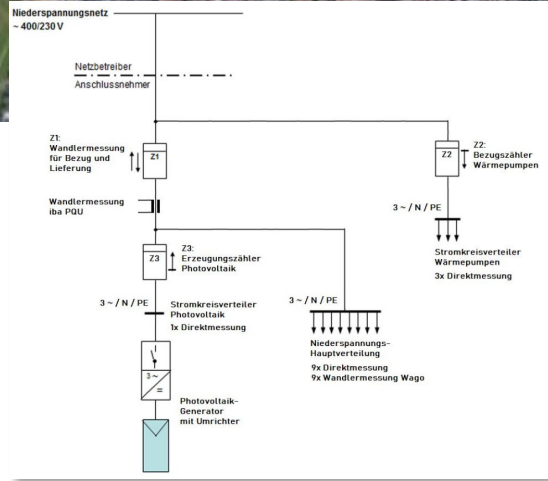 Niederspannungsnetz
~ 400/230 V
Netzbetreiber
Anschlussnehmer
Z1:
Wandlermessung
für Bezug und
Lieferung
Z1
Z2
Z2:
Bezugszähler
Wärmepumpen
Wandlermessung
iba PQU
3 ~ / N / PE
Stromkreisverteiler
Wärmepumpen
3x Direktmessung
Z3
Z3:
Erzeugungszähler
Photovoltaik
3 ~ / N / PE
Stromkreisverteiler
Photovoltaik
1x Direktmessung
3 ~ / N / PE
Niederspannungs-
Hauptverteilung
9x Direktmessung
9x Wandlermessung Wago
3 ~
=
Photovoltaik-
Generator
mit Umrichter